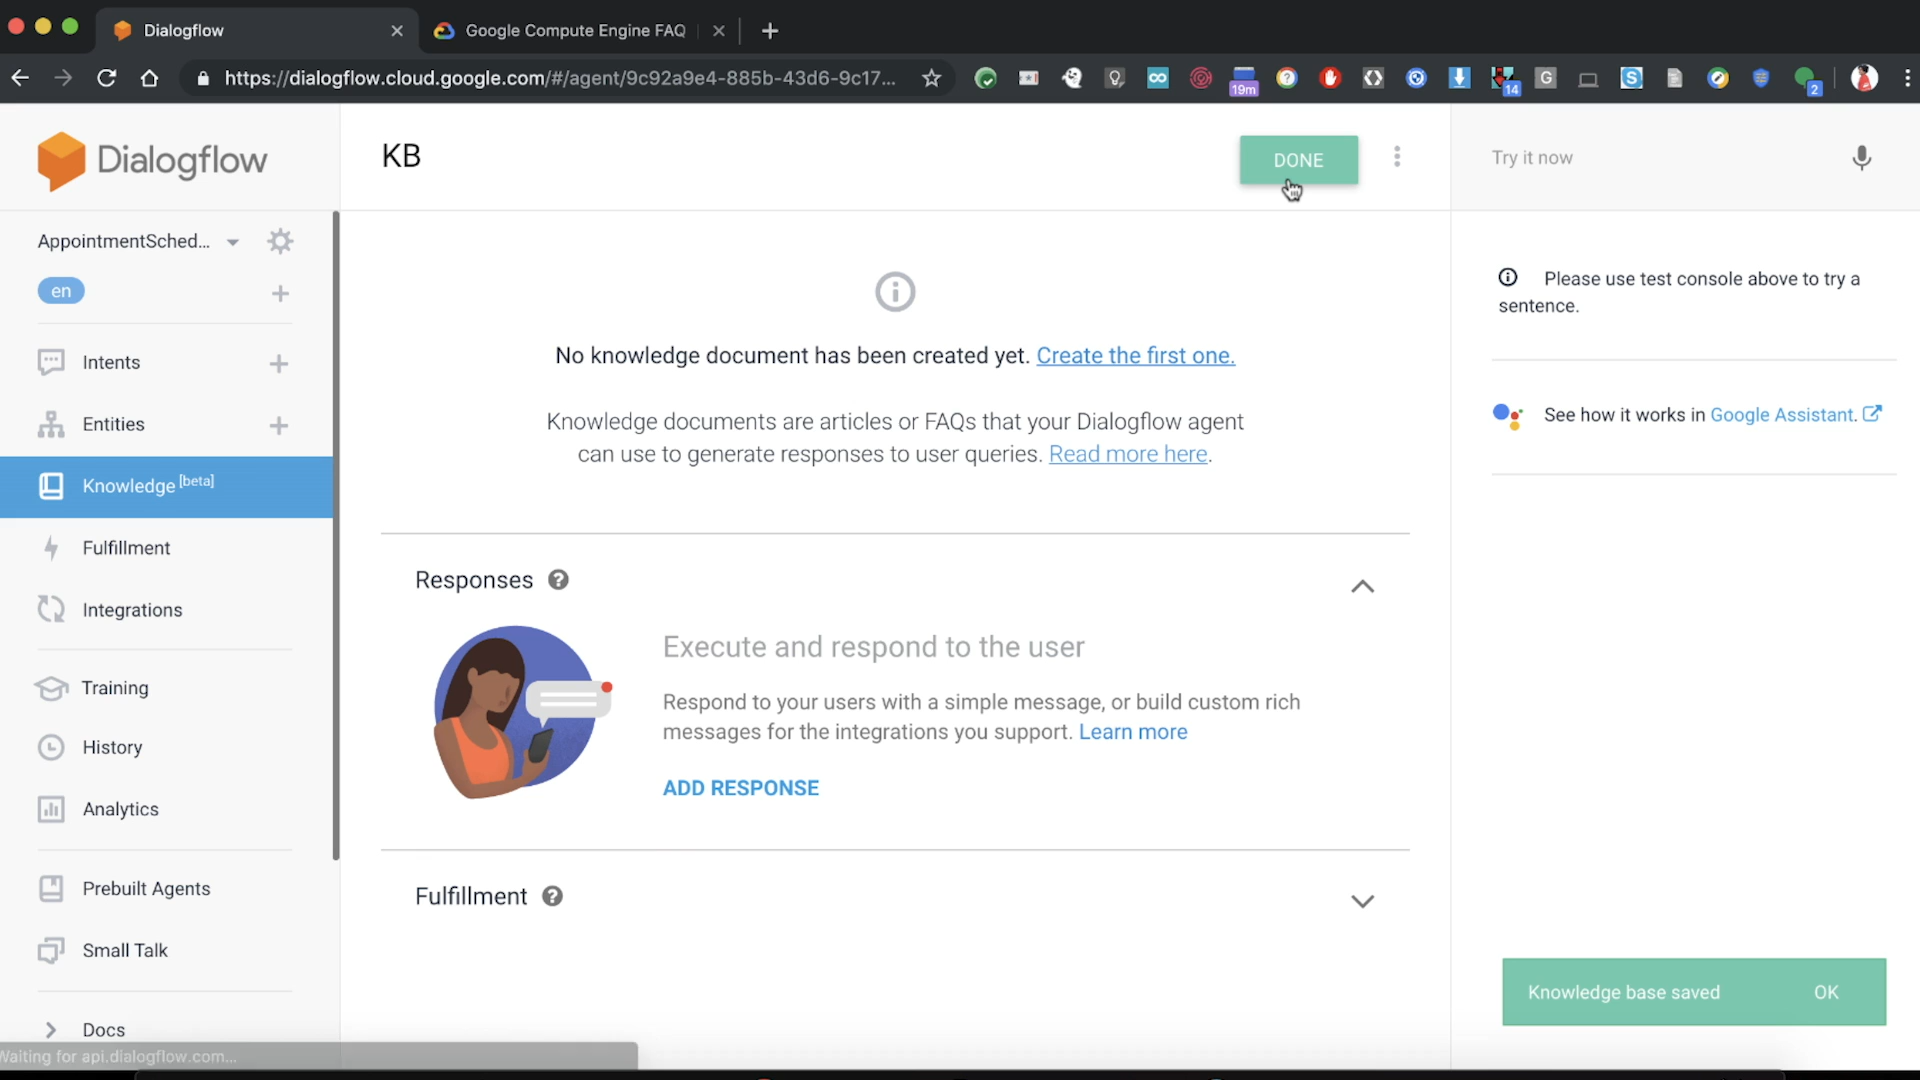 Dialogflow
Google Compute Engine FAQ
https://dialogflow.cloud.google.com/#/agent/9c92a9e4-885b-43d6-9c17...
19m
14
G
S
2
Dialogflow
KB
DONE
Try it now
AppointmentSched...
en
Please use test console above to try a
sentence.
Intents
No knowledge document has been created yet. Create the first one.
Entities
Knowledge documents are articles or FAQs that your Dialogflow agent
can use to generate responses to user queries. Read more here.
See how it works in Google Assistant.
Knowledge [beta]
Fulfillment
Responses
Integrations
Execute and respond to the user
Training
Respond to your users with a simple message, or build custom rich
messages for the integrations you support. Learn more
History
ADD RESPONSE
Analytics
Prebuilt Agents
Fulfillment
Small Talk
Knowledge base saved OK
Docs
Waiting for api.dialogflow.com...